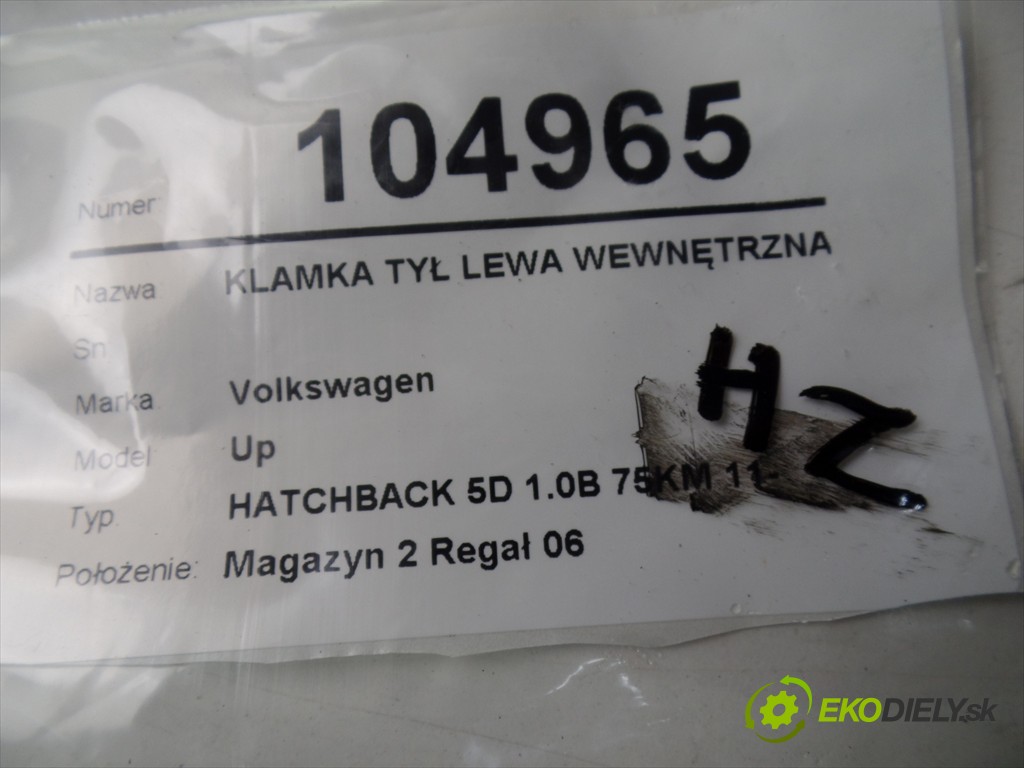 Numer 104965
Nazwa KLAMKA TYŁ LEWA WEWNĘTRZNA
Sn
Marka Volkswagen
Model Up
Typ HATCHBACK 5D 1.0B 75KM 11-
Położenie: Magazyn 2 Regał 06
HZ
EKODIELY.sk